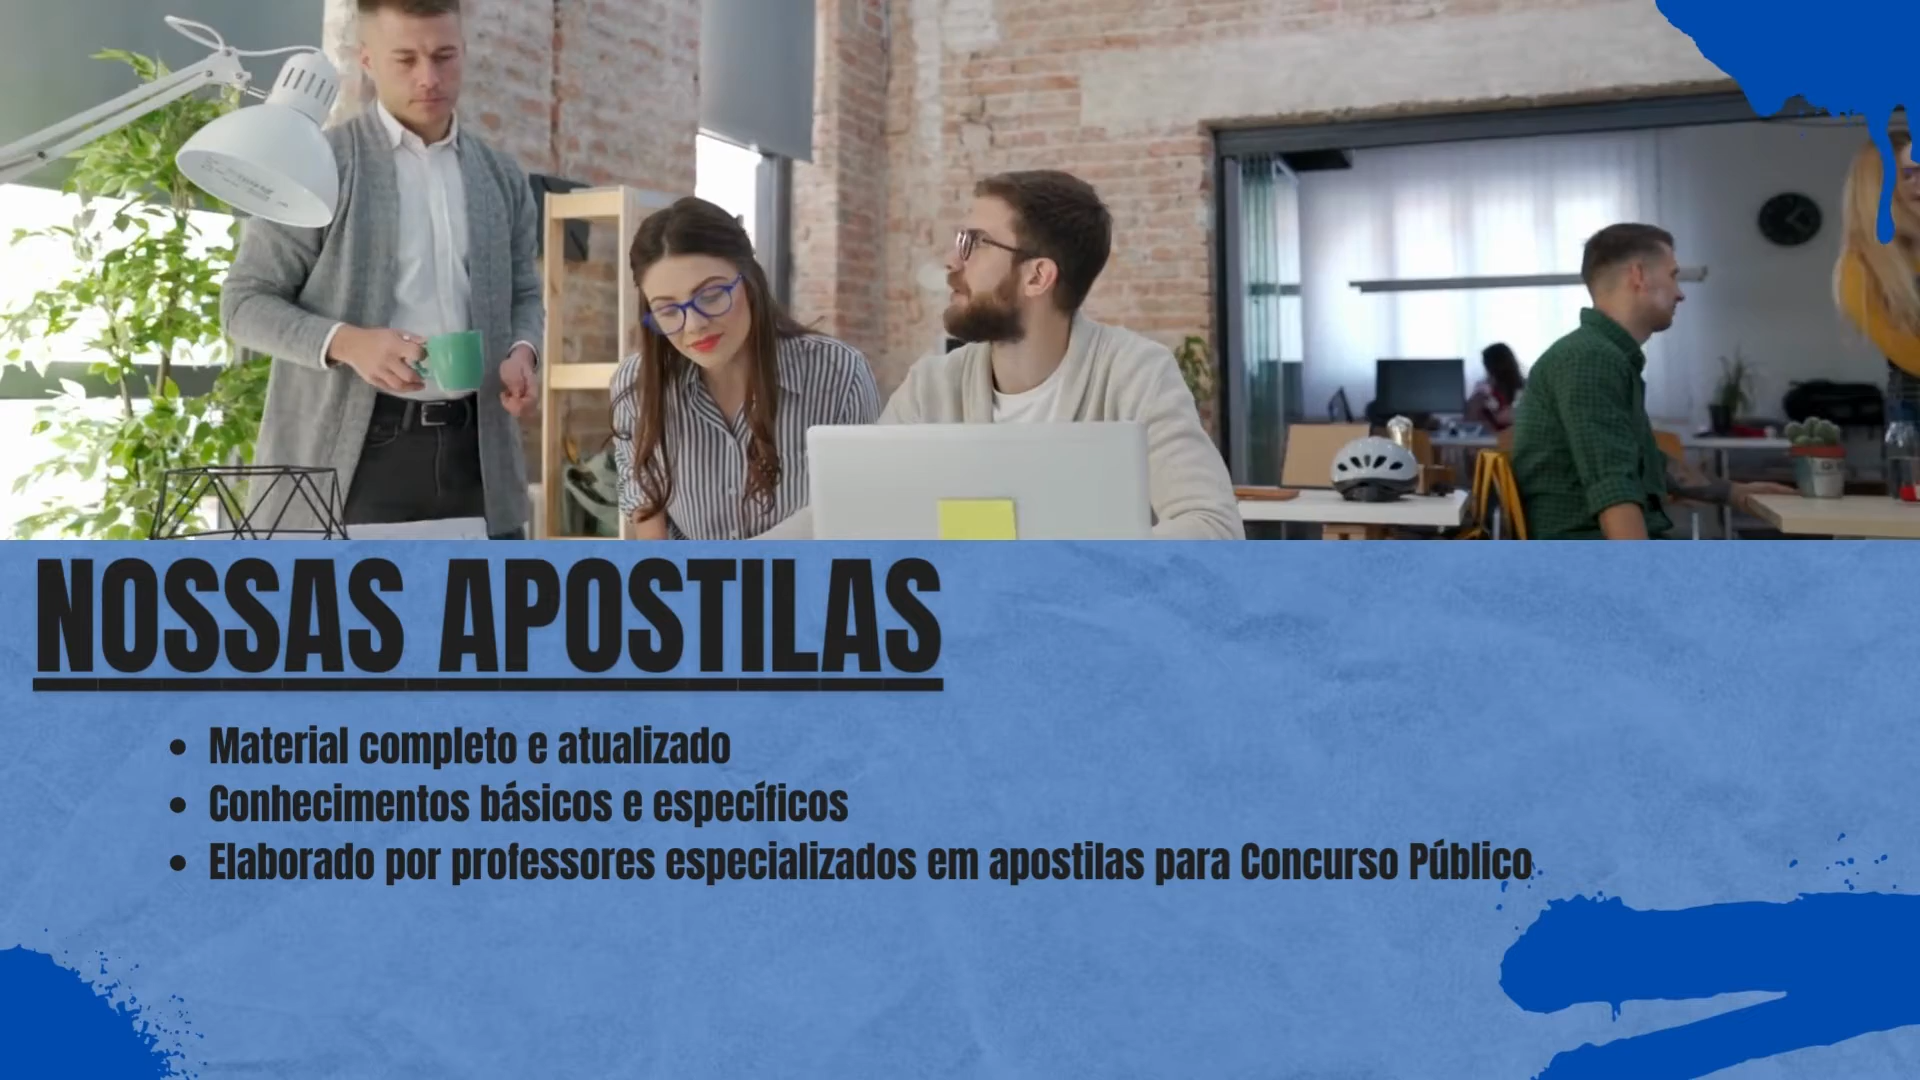 NOSSAS APOSTILAS
Material completo e atualizado
Conhecimentos básicos e específicos
Elaborado por professores especializados em apostilas para Concurso Público